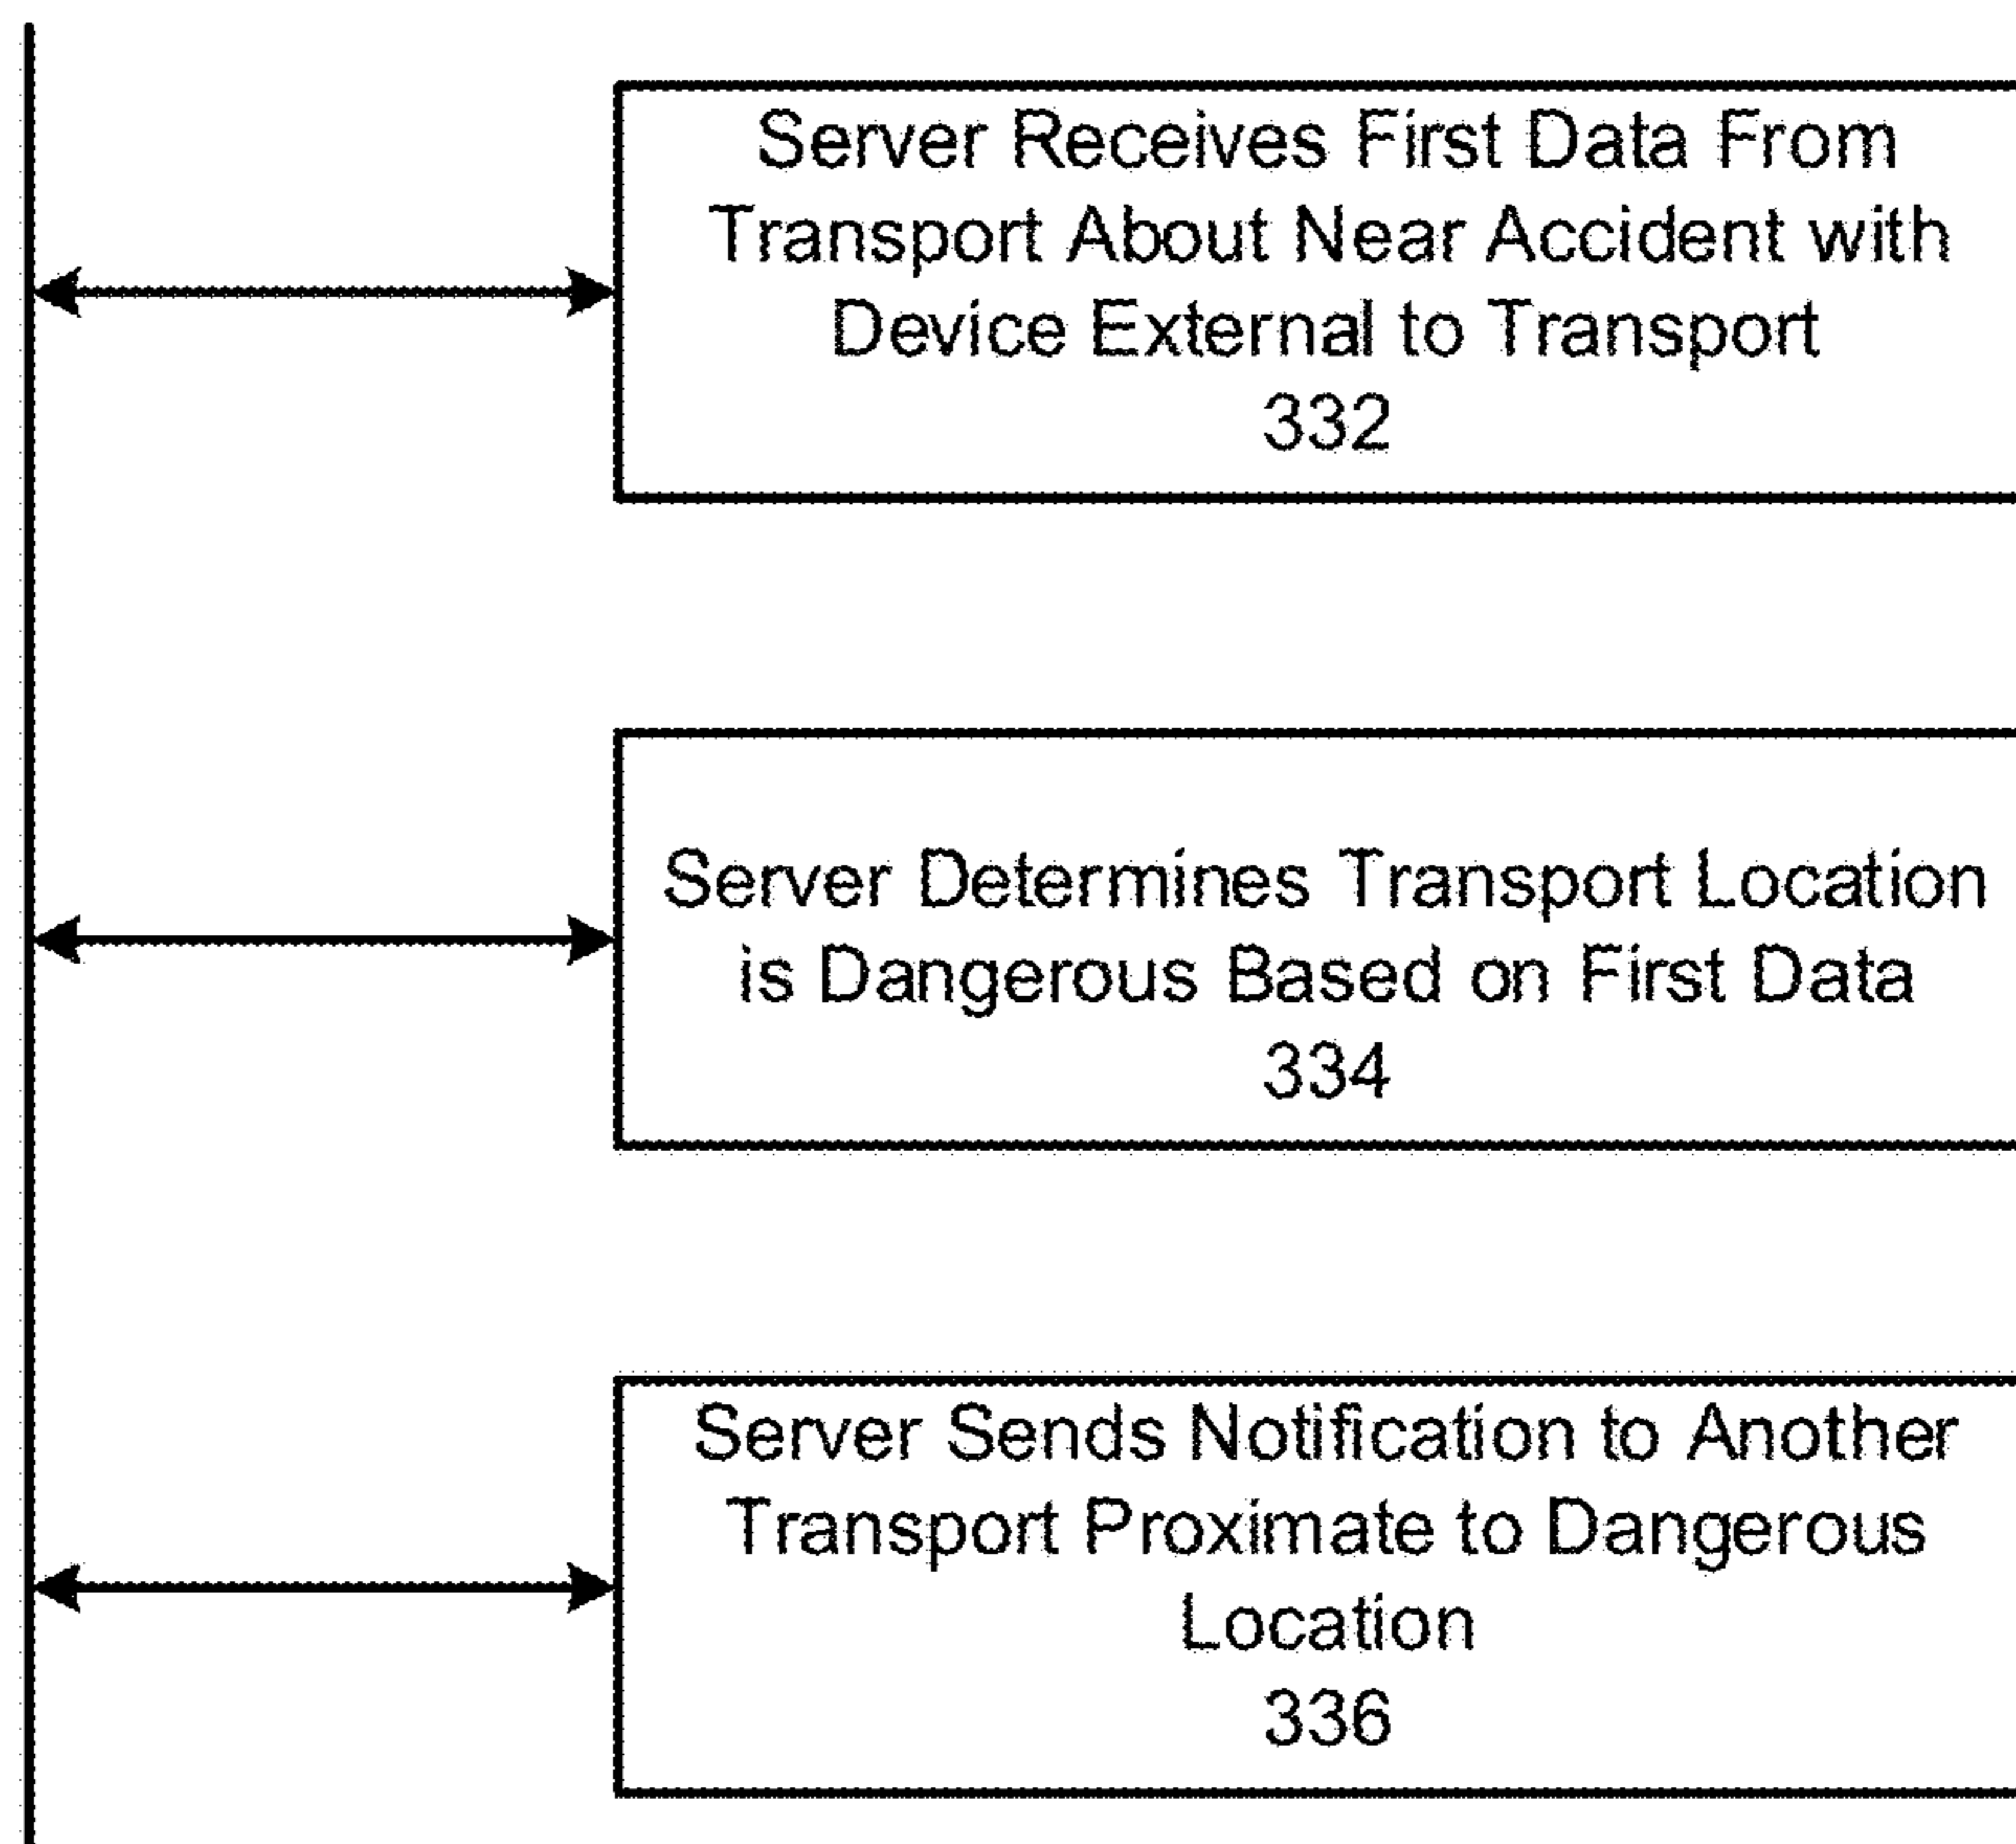 Server Receives First Data From
Transport About Near Accident with
Device External to Transport
332
Server Determines Transport Location
is Dangerous Based on First Data
334
Server Sends Notification to Another
Transport Proximate to Dangerous
Location
336